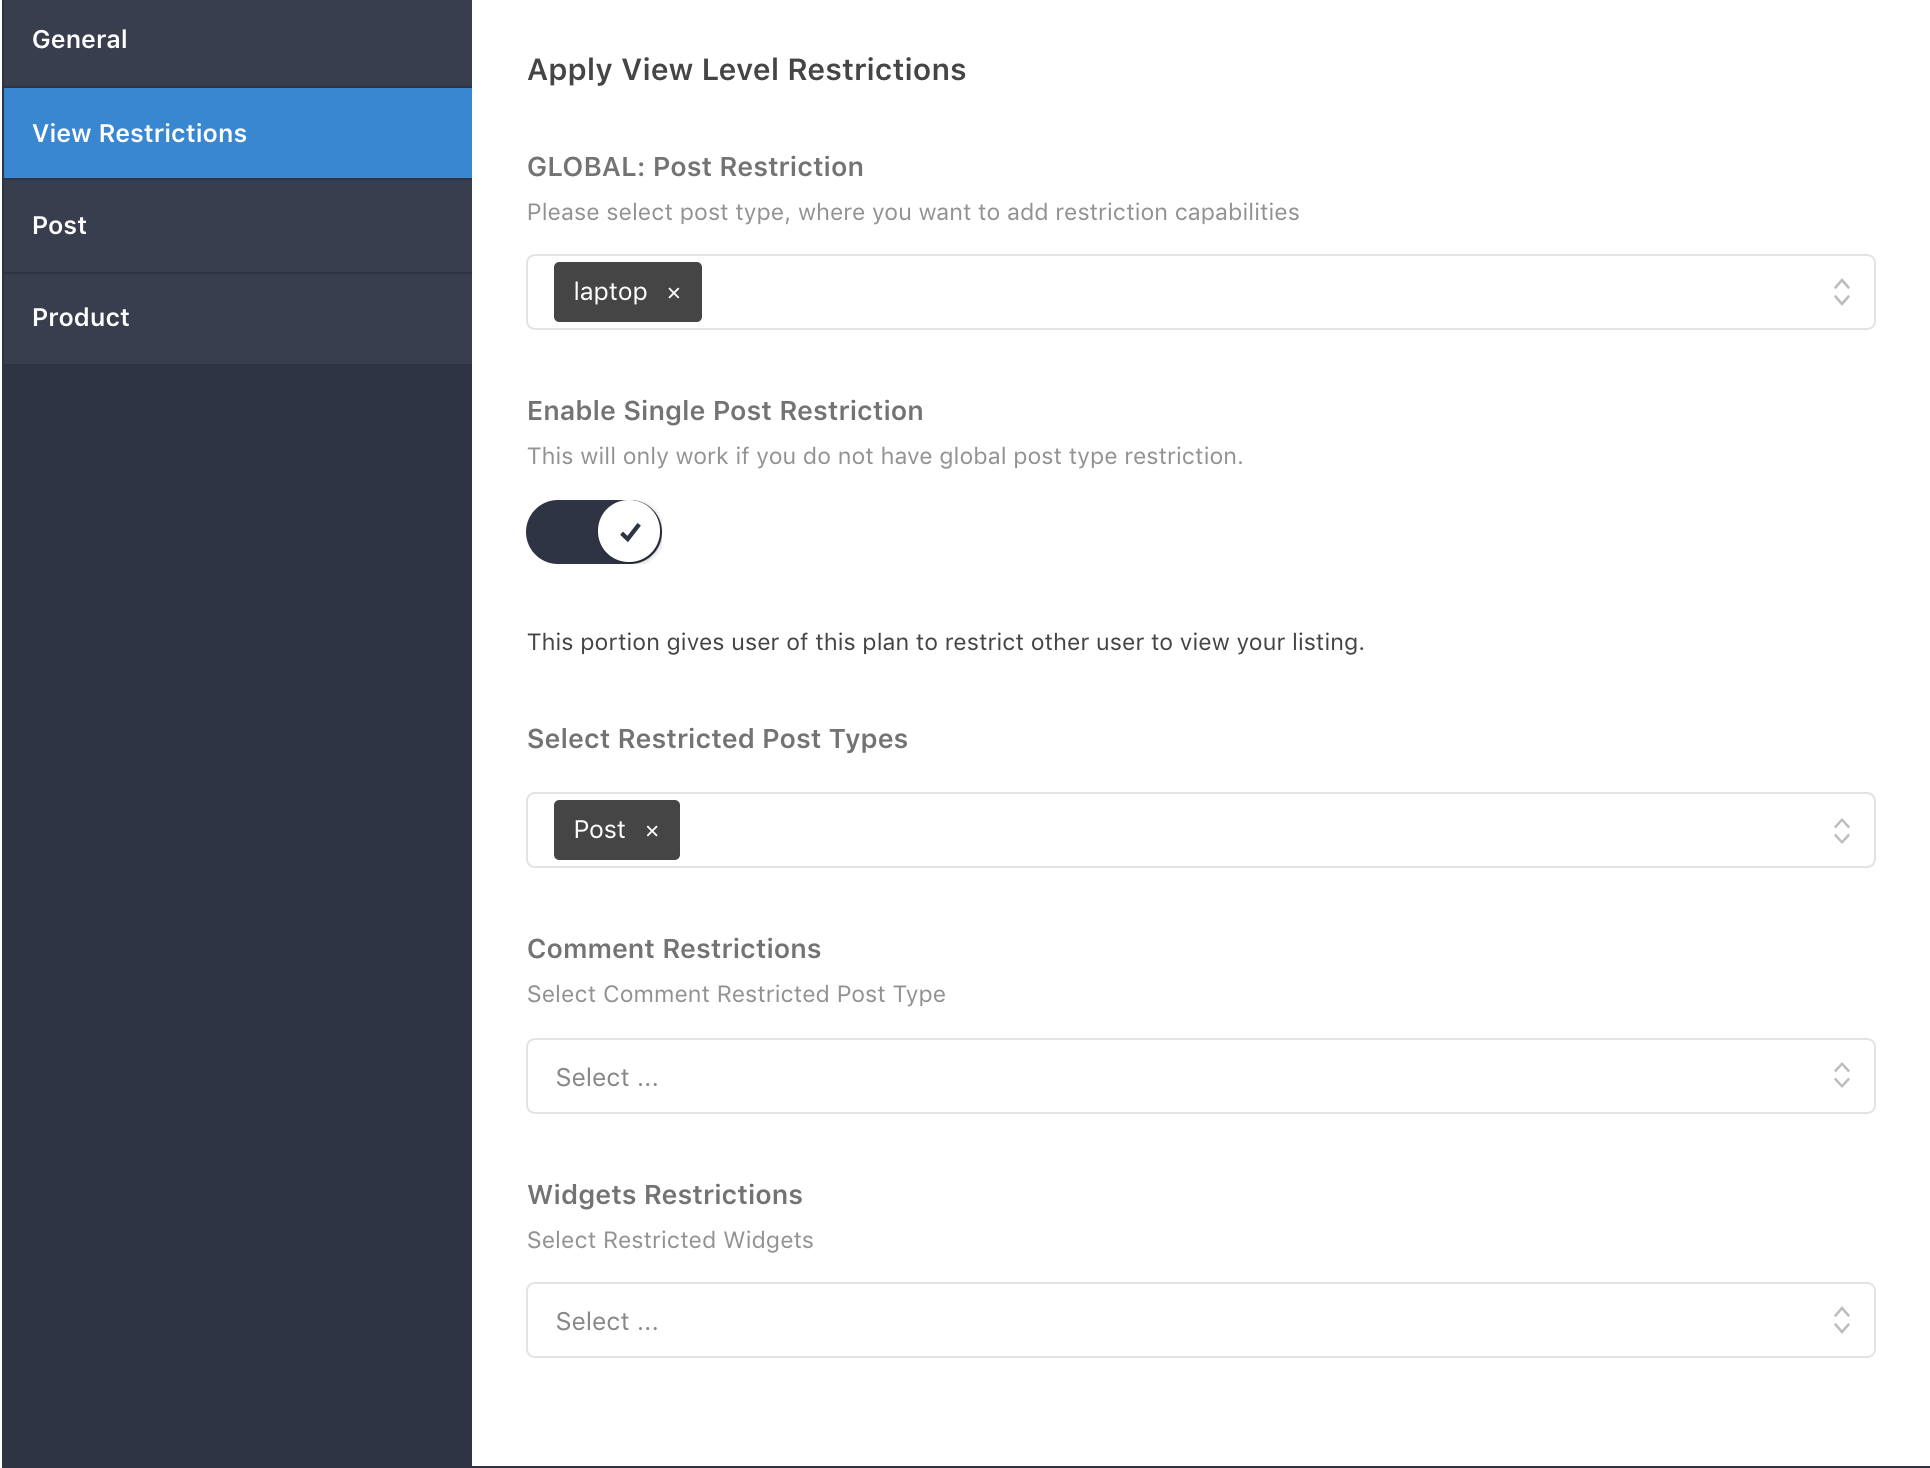 General
View Restrictions
Post
Product
Apply View Level Restrictions
GLOBAL: Post Restriction
Please select post type, where you want to add restriction capabilities
laptop ×
Enable Single Post Restriction
This will only work if you do not have global post type restriction.
This portion gives user of this plan to restrict other user to view your listing.
Select Restricted Post Types
Post ×
Comment Restrictions
Select Comment Restricted Post Type
Select ...
Widgets Restrictions
Select Restricted Widgets
Select ...